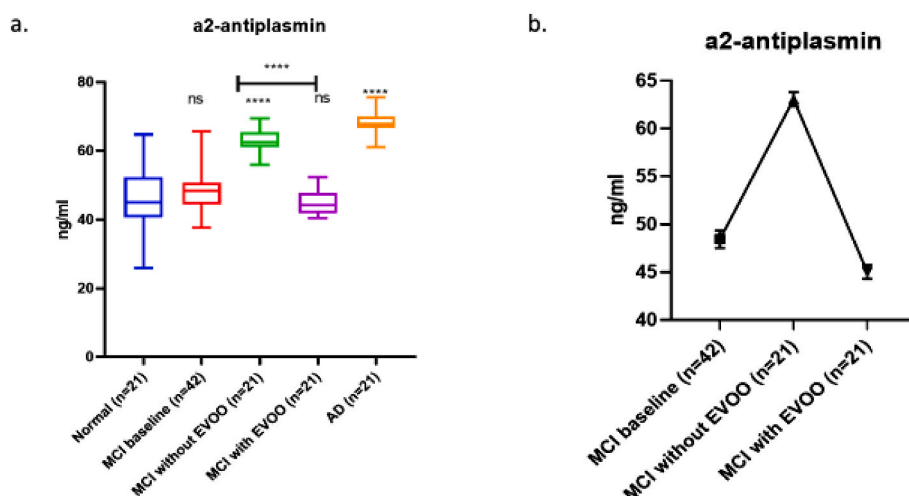 a.
a2-antiplasmin
****
ns
****
ns
****
80
60
40
20
0
ng/ml
Normal (n=21)
MCI baseline (n=42)
MCI without EVOO (n=21)
MCI with EVOO (n=21)
AD (n=21)
b.
a2-antiplasmin
65
60
55
50
45
40
ng/ml
MCI baseline (n=42)
MCI without EVOO (n=21)
MCI with EVOO (n=21)